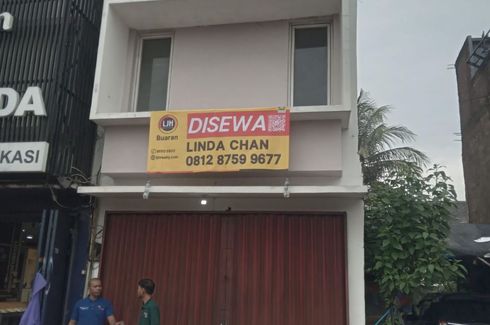 DA
KASI
LJH
Buaran
DISEWA
LINDA CHAN
0812 8759 9677